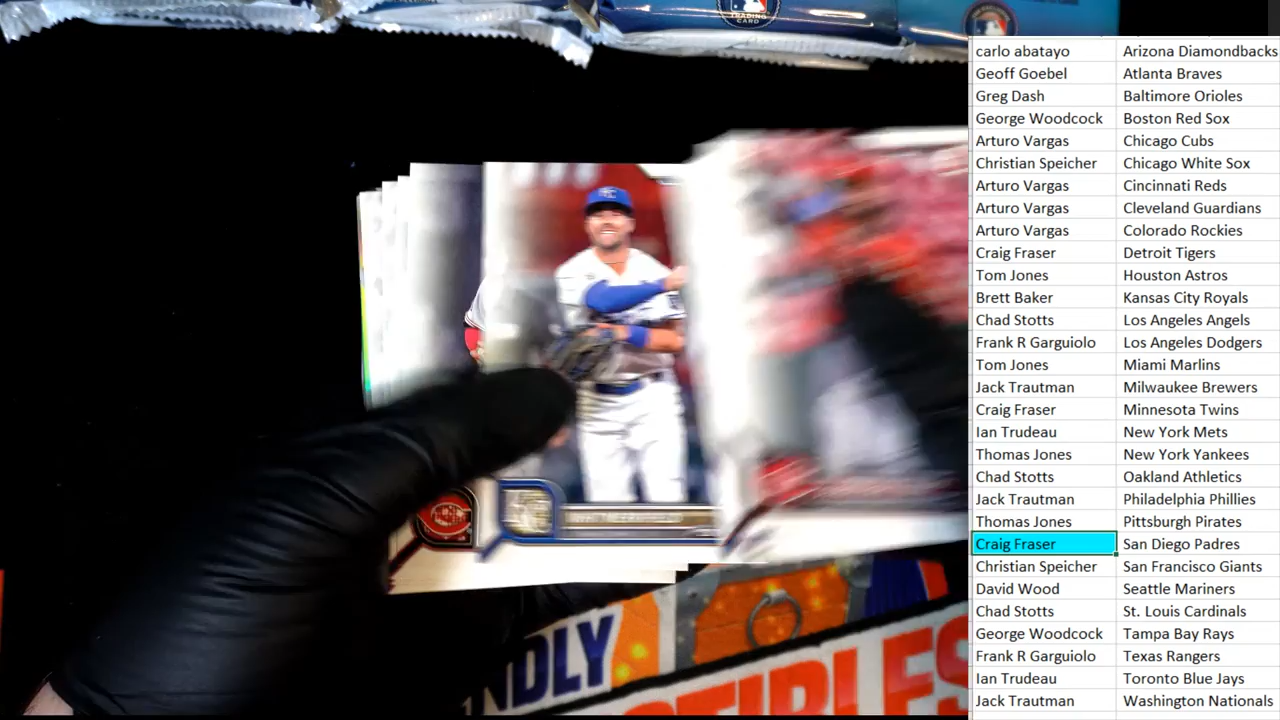 TRADING
CARD
carlo abatayo Arizona Diamondbacks
Geoff Goebel Atlanta Braves
Greg Dash Baltimore Orioles
George Woodcock Boston Red Sox
Arturo Vargas Chicago Cubs
Christian Speicher Chicago White Sox
Arturo Vargas Cincinnati Reds
Arturo Vargas Cleveland Guardians
Arturo Vargas Colorado Rockies
Craig Fraser Detroit Tigers
Tom Jones Houston Astros
Brett Baker Kansas City Royals
Chad Stotts Los Angeles Angels
Frank R Garguiolo Los Angeles Dodgers
Tom Jones Miami Marlins
Jack Trautman Milwaukee Brewers
Craig Fraser Minnesota Twins
Ian Trudeau New York Mets
Thomas Jones New York Yankees
Chad Stotts Oakland Athletics
Jack Trautman Philadelphia Phillies
Thomas Jones Pittsburgh Pirates
Craig Fraser San Diego Padres
Christian Speicher San Francisco Giants
David Wood Seattle Mariners
Chad Stotts St. Louis Cardinals
George Woodcock Tampa Bay Rays
Frank R Garguiolo Texas Rangers
Ian Trudeau Toronto Blue Jays
Jack Trautman Washington Nationals
NDLY
TIBLES